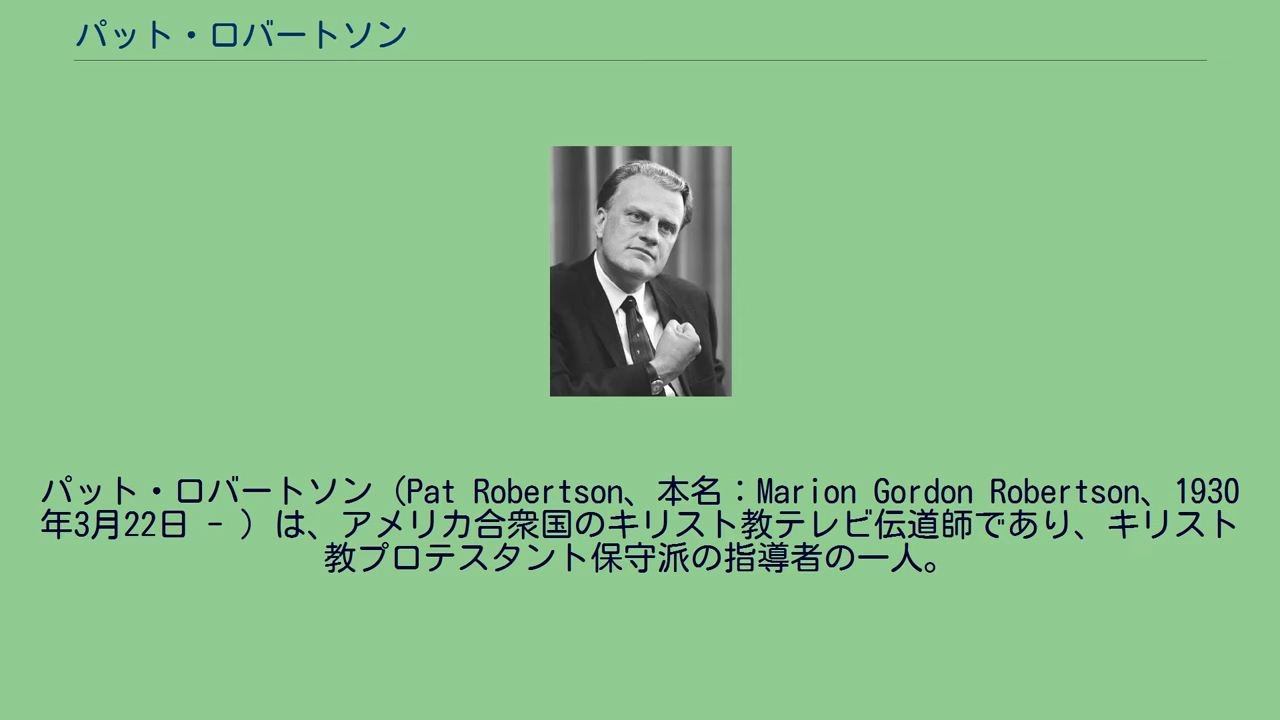 パット・ロバートソン
パット・ロバートソン（Pat Robertson、本名：Marion Gordon Robertson、1930
年3月22日 - ）は、アメリカ合衆国のキリスト教テレビ伝道師であり、キリスト
教プロテスタント保守派の指導者の一人。